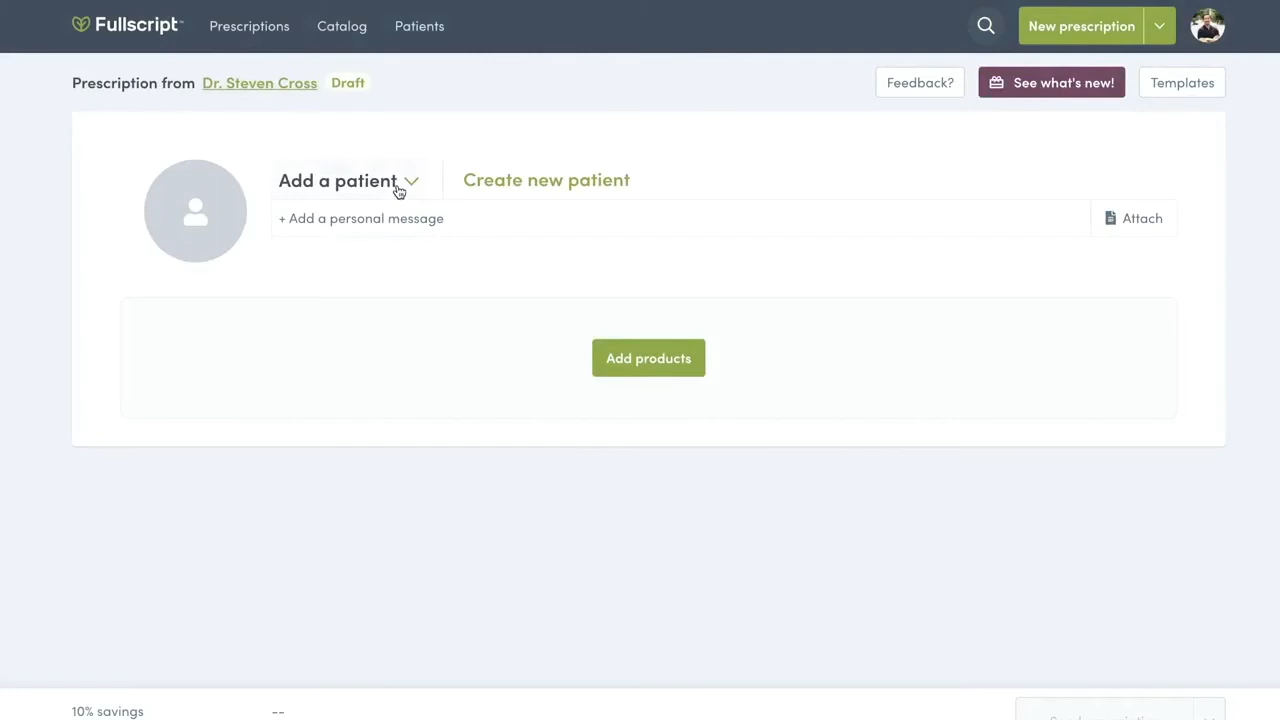 Fullscript™ Prescriptions Catalog Patients New prescription
Prescription from Dr. Steven Cross Draft Feedback? See what's new! Templates
Add a patient Create new patient
+ Add a personal message Attach
Add products
10% savings --